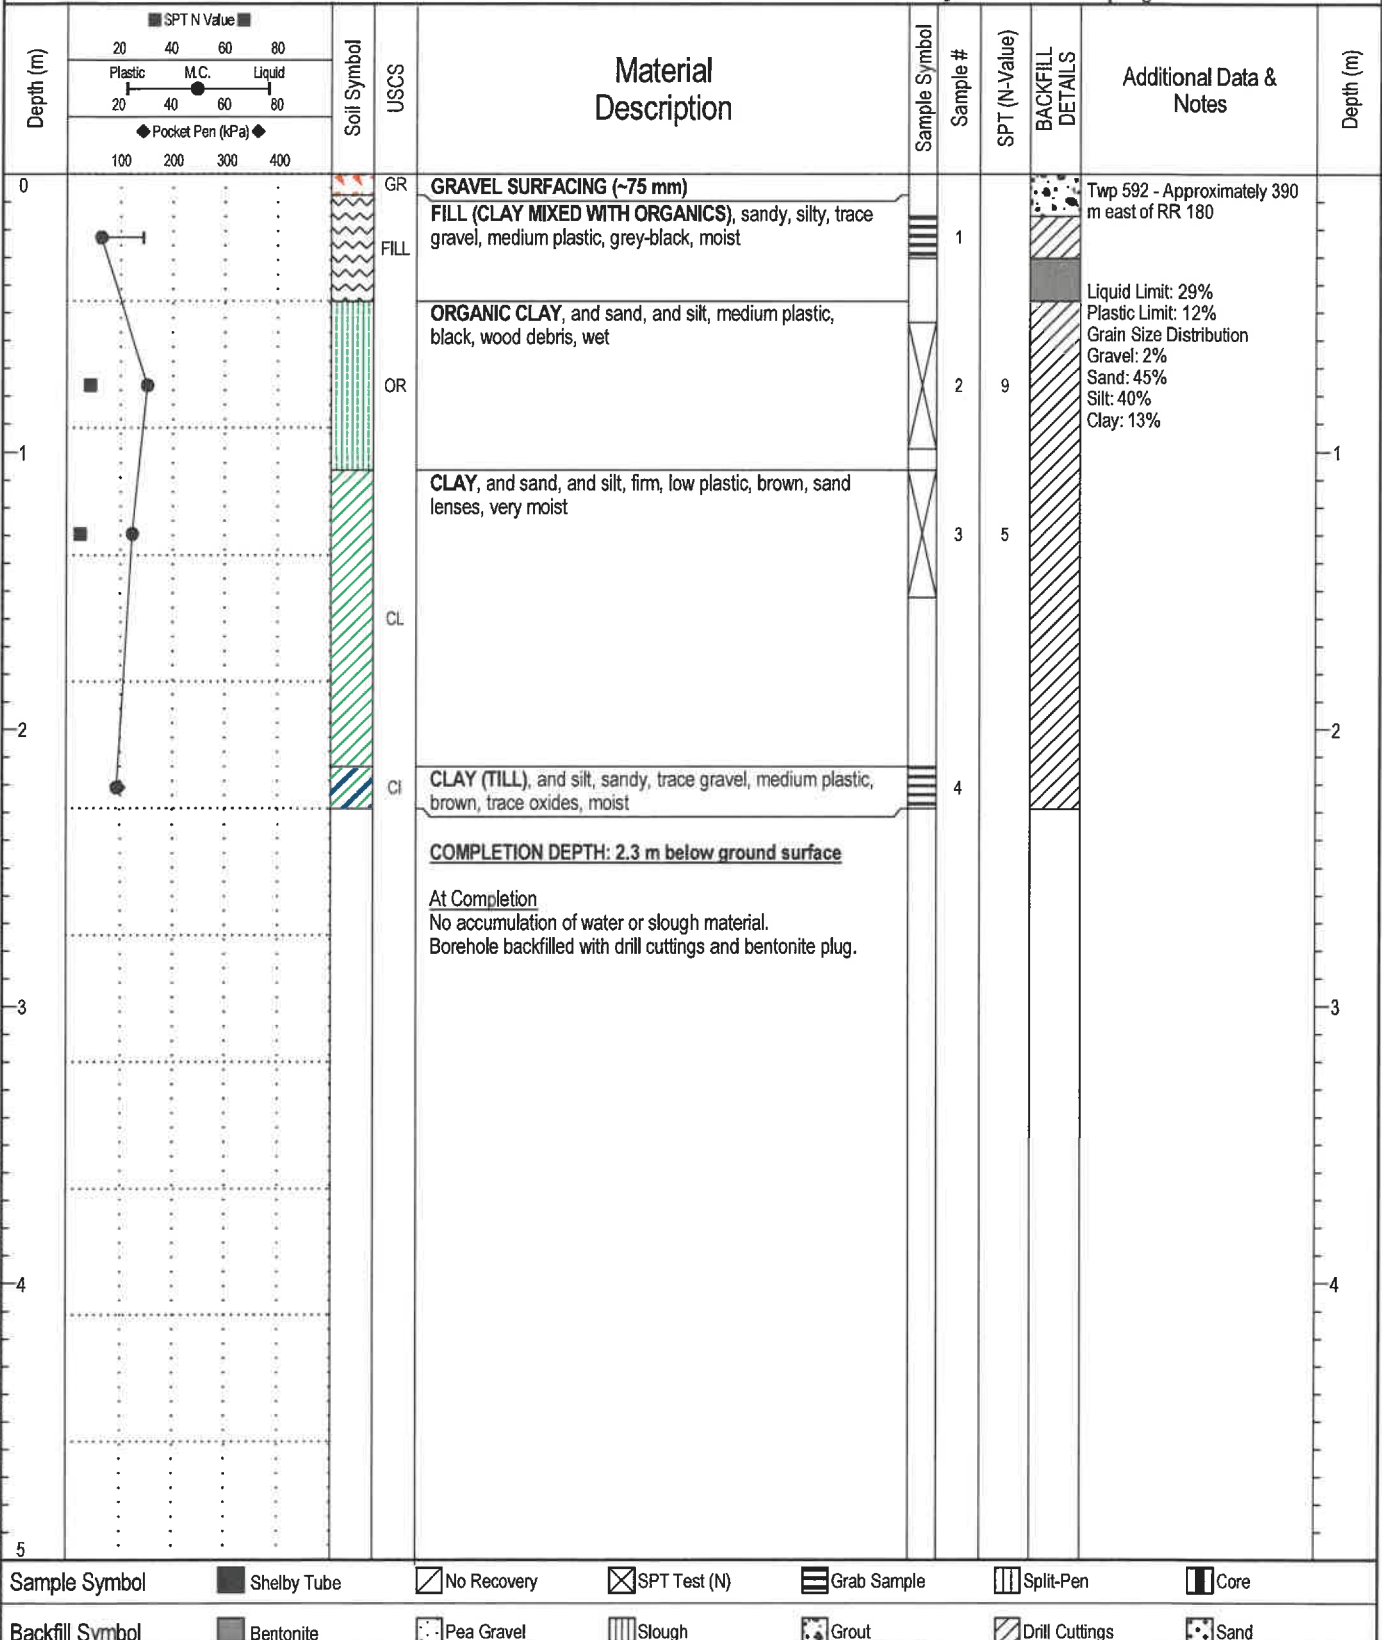 Depth (m)
SPT N Value
20 40 60 80
Plastic M.C. Liquid
20 40 60 80
Pocket Pen (kPa)
100 200 300 400
Soil Symbol
USCS
Material
Description
Sample Symbol
Sample #
SPT (N-Value)
BACKFILL
DETAILS
Additional Data &
Notes
Depth (m)
0
GR
GRAVEL SURFACING (~75 mm)
Twp 592 - Approximately 390
m east of RR 180
FILL
FILL (CLAY MIXED WITH ORGANICS), sandy, silty, trace
gravel, medium plastic, grey-black, moist
1
Liquid Limit: 29%
Plastic Limit: 12%
Grain Size Distribution
Gravel: 2%
Sand: 45%
Silt: 40%
Clay: 13%
OR
ORGANIC CLAY, and sand, and silt, medium plastic,
black, wood debris, wet
2 9
1
1
CL
CLAY, and sand, and silt, firm, low plastic, brown, sand
lenses, very moist
3 5
2
2
CI
CLAY (TILL), and silt, sandy, trace gravel, medium plastic,
brown, trace oxides, moist
4
COMPLETION DEPTH: 2.3 m below ground surface
At Completion
No accumulation of water or slough material.
Borehole backfilled with drill cuttings and bentonite plug.
3
3
4
4
5
Sample Symbol Shelby Tube No Recovery SPT Test (N) Grab Sample Split-Pen Core
Backfill Symbol Bentonite Pea Gravel Slough Grout Drill Cuttings Sand